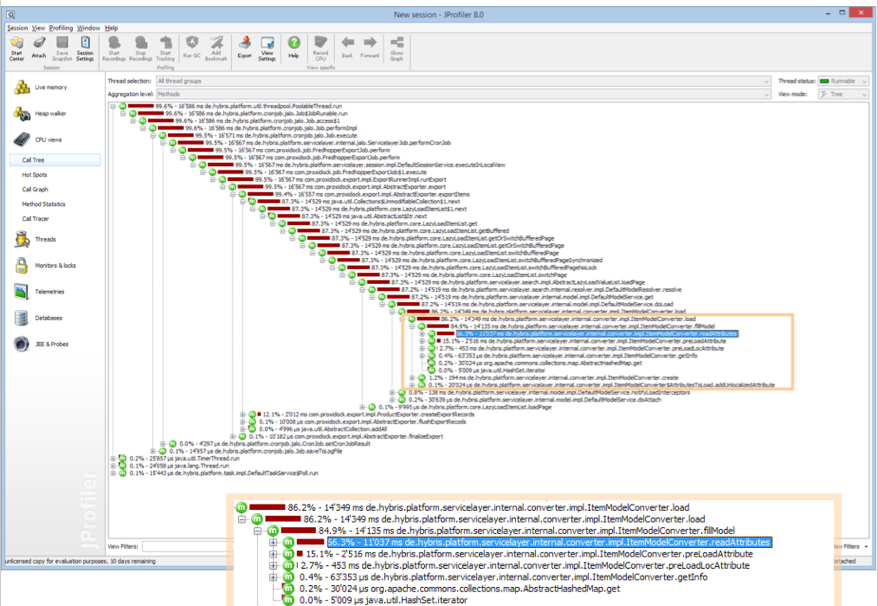 New session - JProfiler 8.0
Session View Profiling Window Help
Start Center
Attach
Save Snapshot
Session Settings
Start Recordings
Stop Recordings
Start Tracking
Run GC
Add Bookmark
Export
View Settings
Help
Record CPU
Back
Forward
Show Graph
Session
Profiling
View specific
Live memory
Heap walker
CPU views
Call Tree
Hot Spots
Call Graph
Method Statistics
Call Tracer
Threads
Monitors & locks
Telemetries
Databases
JEE & Probes
JProfiler
Thread selection: All thread groups
Thread status: Runnable
Aggregation level: Methods
View mode: Tree
99.6% - 16'586 ms de.hybris.platform.util.threadpool.PoolableThread.run
99.6% - 16'586 ms de.hybris.platform.cronjob.jalo.Job$JobRunable.run
99.6% - 16'586 ms de.hybris.platform.cronjob.jalo.Job.access$1
99.6% - 16'586 ms de.hybris.platform.cronjob.jalo.Job.performImpl
99.5% - 16'571 ms de.hybris.platform.cronjob.jalo.Job.execute
99.5% - 16'567 ms de.hybris.platform.servicelayer.internal.jalo.ServicelayerJob.performCronJob
99.5% - 16'567 ms com.proxidock.job.FredhopperExportJob.perform
99.5% - 16'567 ms com.proxidock.job.FredhopperExportJob.perform
99.5% - 16'567 ms de.hybris.platform.servicelayer.session.impl.DefaultSessionService.executeInLocalView
99.5% - 16'567 ms com.proxidock.job.FredhopperExportJob$1.execute
99.5% - 16'567 ms com.proxidock.export.impl.ExportRunnerImpl.runExport
99.5% - 16'567 ms com.proxidock.export.impl.AbstractExporter.export
99.4% - 16'557 ms com.proxidock.export.impl.AbstractExporter.exportItems
87.3% - 14'529 ms java.util.Collections$UnmodifiableCollection$1.next
87.3% - 14'529 ms de.hybris.platform.core.LazyLoadItemList$1.next
87.3% - 14'529 ms java.util.AbstractList$Itr.next
87.3% - 14'529 ms de.hybris.platform.core.LazyLoadItemList.get
87.3% - 14'529 ms de.hybris.platform.core.LazyLoadItemList.getBuffered
87.3% - 14'529 ms de.hybris.platform.core.LazyLoadItemList.getOrSwitchBufferedPage
87.3% - 14'529 ms de.hybris.platform.core.LazyLoadItemList.getOrSwitchBufferedPage
87.3% - 14'529 ms de.hybris.platform.core.LazyLoadItemList.switchBufferedPage
87.3% - 14'529 ms de.hybris.platform.core.LazyLoadItemList.switchBufferedPageSynchronized
87.3% - 14'529 ms de.hybris.platform.core.LazyLoadItemList.switchBufferedPageNoLock
87.3% - 14'529 ms de.hybris.platform.core.LazyLoadItemList.switchPage
87.3% - 14'529 ms de.hybris.platform.servicelayer.search.impl.AbstractLazyLoadValueList.loadPage
87.2% - 14'519 ms de.hybris.platform.servicelayer.search.internal.resolver.impl.DefaultModelResolver.resolve
87.2% - 14'519 ms de.hybris.platform.servicelayer.internal.model.impl.DefaultModelService.get
87.2% - 14'519 ms de.hybris.platform.servicelayer.internal.model.impl.DefaultModelService.doLoad
86.2% - 14'349 ms de.hybris.platform.servicelayer.internal.converter.impl.ItemModelConverter.load
86.2% - 14'349 ms de.hybris.platform.servicelayer.internal.converter.impl.ItemModelConverter.load
84.9% - 14'135 ms de.hybris.platform.servicelayer.internal.converter.impl.ItemModelConverter.fillModel
56.3% - 11'037 ms de.hybris.platform.servicelayer.internal.converter.impl.ItemModelConverter.readAttributes
15.1% - 2'516 ms de.hybris.platform.servicelayer.internal.converter.impl.ItemModelConverter.preLoadAttribute
2.7% - 453 ms de.hybris.platform.servicelayer.internal.converter.impl.ItemModelConverter.preLoadLocAttribute
0.4% - 63'353 µs de.hybris.platform.servicelayer.internal.converter.impl.ItemModelConverter.getInfo
0.2% - 30'024 µs org.apache.commons.collections.map.AbstractHashedMap.get
0.0% - 5'009 µs java.util.HashSet.iterator
1.2% - 194 ms de.hybris.platform.servicelayer.internal.converter.impl.ItemModelConverter.create
0.1% - 20'024 µs de.hybris.platform.servicelayer.internal.converter.impl.ItemModelConverter$AttributesToLoad.addUnlocalizedAttribute
0.8% - 138 ms de.hybris.platform.servicelayer.internal.model.impl.DefaultModelService.notifyLoadInterceptors
0.2% - 30'639 µs de.hybris.platform.servicelayer.internal.model.impl.DefaultModelService.doAttach
0.1% - 9'995 µs de.hybris.platform.core.LazyLoadItemList.loadPage
12.1% - 2'012 ms com.proxidock.export.impl.ProductExporter.createExportRecords
0.1% - 10'008 µs com.proxidock.export.impl.AbstractExporter.flushExportRecods
0.0% - 4'996 µs java.util.AbstractCollection.addAll
0.1% - 10'182 µs com.proxidock.export.impl.AbstractExporter.finalizeExport
0.0% - 4'297 µs de.hybris.platform.cronjob.jalo.CronJob.setCronJobResult
0.1% - 14'957 µs de.hybris.platform.cronjob.jalo.Job.saveToLogFile
0.2% - 25'857 µs java.util.TimerThread.run
0.1% - 24'058 µs java.lang.Thread.run
0.1% - 15'443 µs de.hybris.platform.task.impl.DefaultTaskService$Poll.run
86.2% - 14'349 ms de.hybris.platform.servicelayer.internal.converter.impl.ItemModelConverter.load
86.2% - 14'349 ms de.hybris.platform.servicelayer.internal.converter.impl.ItemModelConverter.load
84.9% - 14'135 ms de.hybris.platform.servicelayer.internal.converter.impl.ItemModelConverter.fillModel
56.3% - 11'037 ms de.hybris.platform.servicelayer.internal.converter.impl.ItemModelConverter.readAttributes
15.1% - 2'516 ms de.hybris.platform.servicelayer.internal.converter.impl.ItemModelConverter.preLoadAttribute
2.7% - 453 ms de.hybris.platform.servicelayer.internal.converter.impl.ItemModelConverter.preLoadLocAttribute
0.4% - 63'353 µs de.hybris.platform.servicelayer.internal.converter.impl.ItemModelConverter.getInfo
0.2% - 30'024 µs org.apache.commons.collections.map.AbstractHashedMap.get
0.0% - 5'009 µs java.util.HashSet.iterator
View Filters:
View Filters
unlicensed copy for evaluation purposes, 10 days remaining